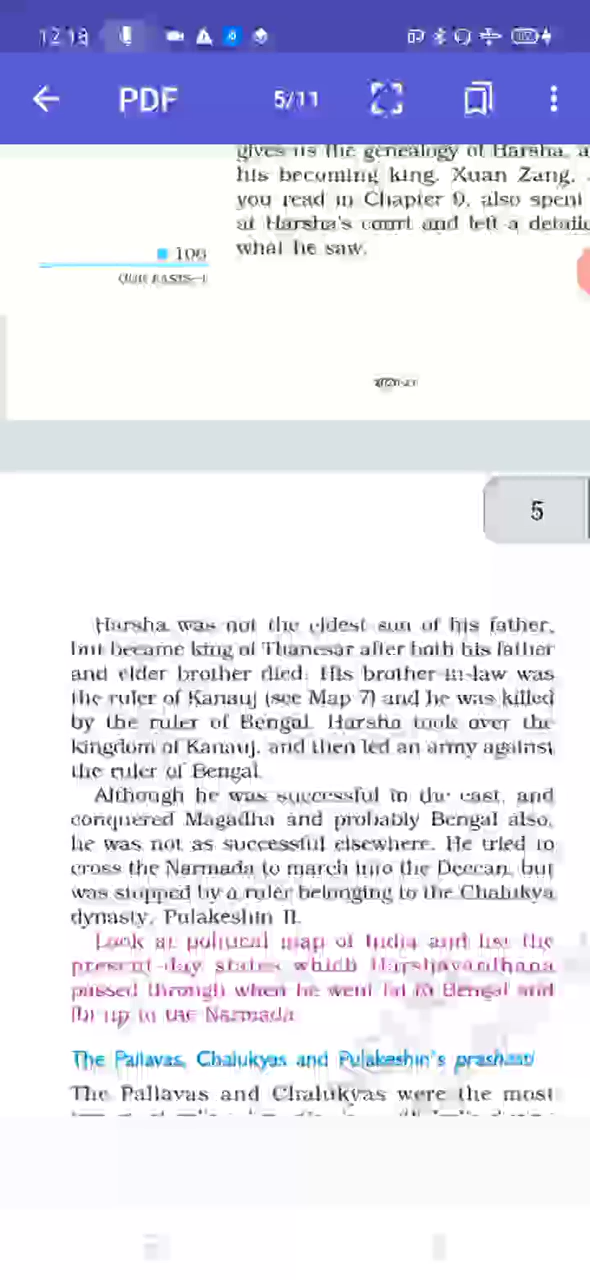 12:18
PDF
5/11
gives us the genealogy of Harsha, a
his becoming king. Xuan Zang,
you read in Chapter 9, also spent
at Harsha's court and left a detaile
what he saw.
106
OUR PASTS–I
5
Harsha was not the eldest son of his father,
but became king of Thanesar after both his father
and elder brother died. His brother-in-law was
the ruler of Kanauj (see Map 7) and he was killed
by the ruler of Bengal. Harsha took over the
kingdom of Kanauj, and then led an army against
the ruler of Bengal.
Although he was successful in the east, and
conquered Magadha and probably Bengal also,
he was not as successful elsewhere. He tried to
cross the Narmada to march into the Deccan, but
was stopped by a ruler belonging to the Chalukya
dynasty, Pulakeshin II.
Look at political map of India and list the
present-day states which Harshavardhana
passed through when he went (a) to Bengal and
(b) up to the Narmada.
The Pallavas, Chalukyas and Pulakeshin's prashasti
The Pallavas and Chalukyas were the most